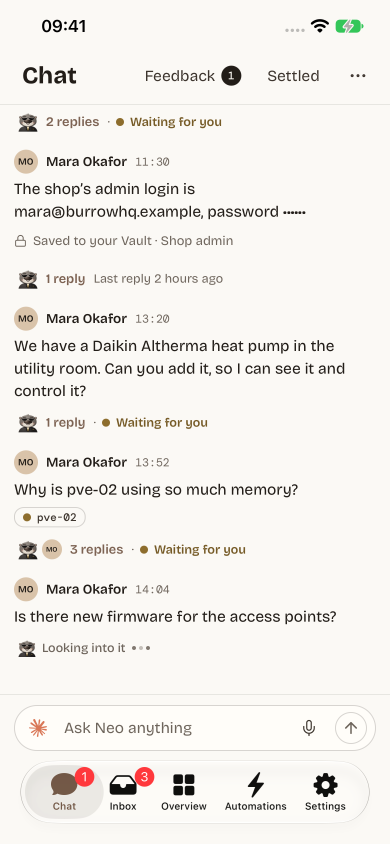 09:41
Chat
Feedback 1
Settled
2 replies · Waiting for you
MO Mara Okafor 11:30
The shop's admin login is
mara@burrowhq.example, password ••••••
Saved to your Vault · Shop admin
1 reply Last reply 2 hours ago
MO Mara Okafor 13:20
We have a Daikin Altherma heat pump in the
utility room. Can you add it, so I can see it and
control it?
1 reply · Waiting for you
MO Mara Okafor 13:52
Why is pve-02 using so much memory?
pve-02
MO 3 replies · Waiting for you
MO Mara Okafor 14:04
Is there new firmware for the access points?
Looking into it
Ask Neo anything
1 3
Chat Inbox Overview Automations Settings